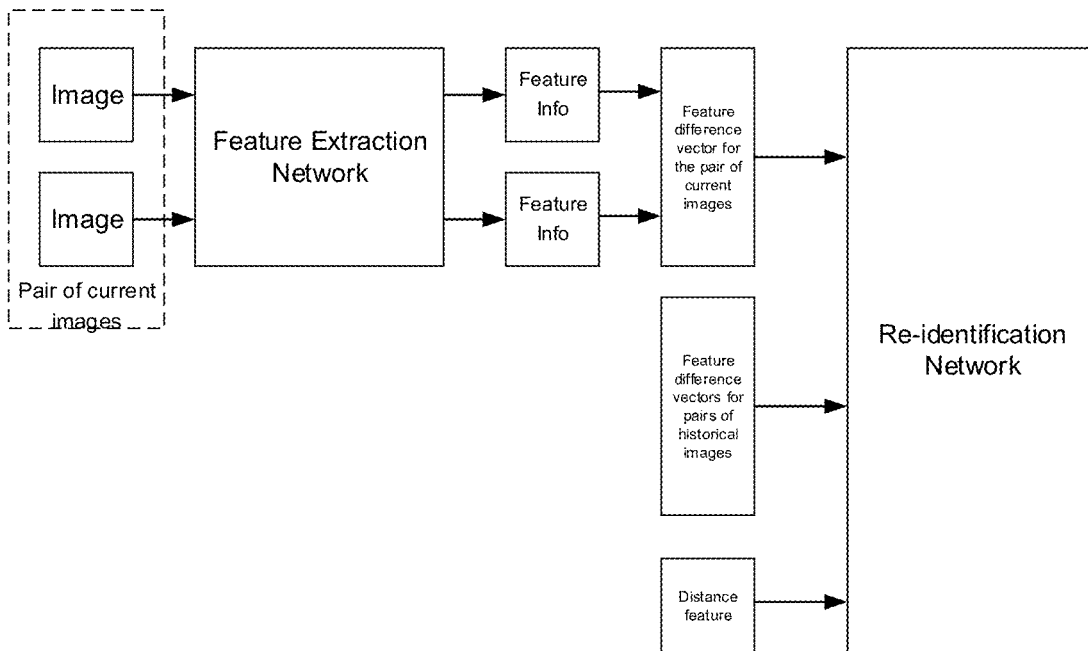 Image
Image
Pair of current
images
Feature Extraction
Network
Feature
Info
Feature
Info
Feature
difference
vector for
the pair of
current
images
Feature
difference
vectors for
pairs of
historical
images
Distance
feature
Re-identification
Network